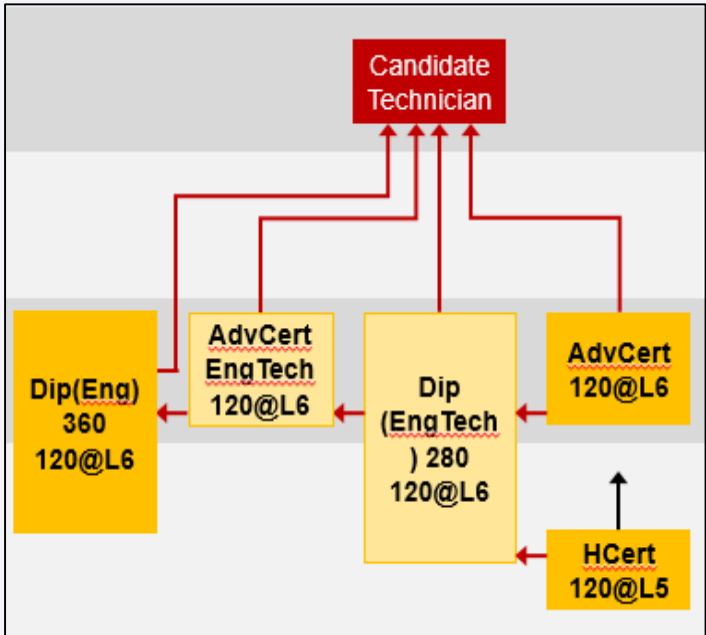 Candidate
Technician
Dip(Eng)
360
120@L6
AdvCert
EngTech
120@L6
Dip
(EngTech
) 280
120@L6
AdvCert
120@L6
HCert
120@L5